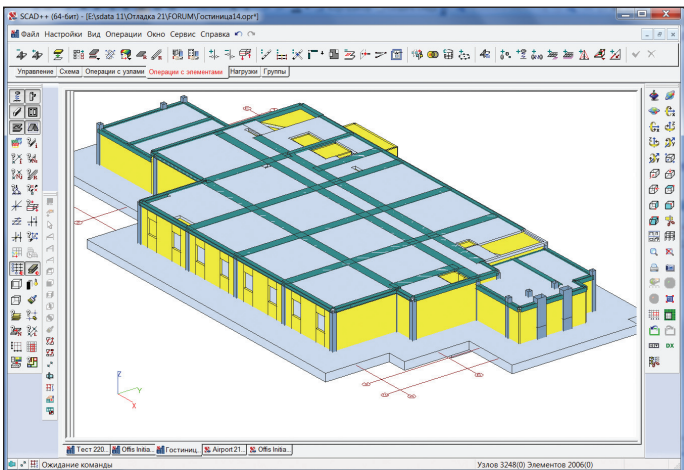 SCAD++ (64-бит) - [E:\sdata 11\Отладка 21\FORUM\Гостиница14.opr*]
Файл Настройки Вид Операции Окно Сервис Справка
Управление Схема Операции с узлами Операции с элементами Нагрузки Группы
Z
Y
X
Тест 220... Offis Initia... Гостиниц... Airport 21... Offis Initia...
Ожидание команды Узлов 3248(0) Элементов 2006(0)